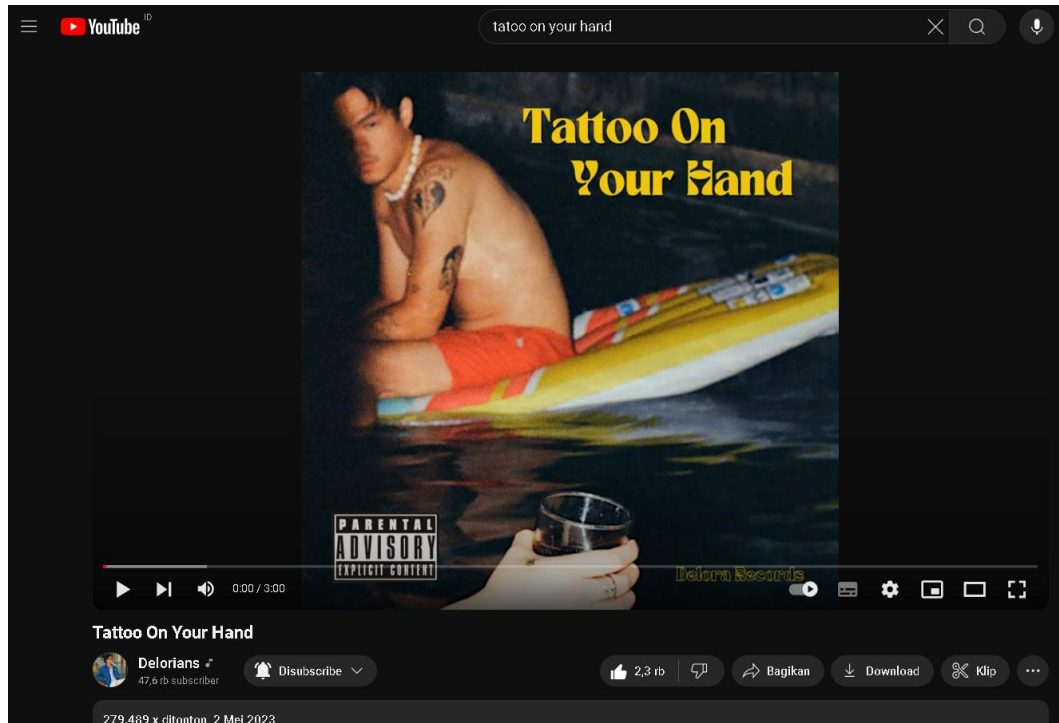 YouTube ID
tatoo on your hand
Tattoo On
Your Hand
PARENTAL
ADVISORY
EXPLICIT CONTENT
Delora Records
0:00 / 3:00
Tattoo On Your Hand
Delorians
47,6 rb subscriber
Disubscribe
2,3 rb
Bagikan
Download
Klip
279.489 x ditonton 2 Mei 2023